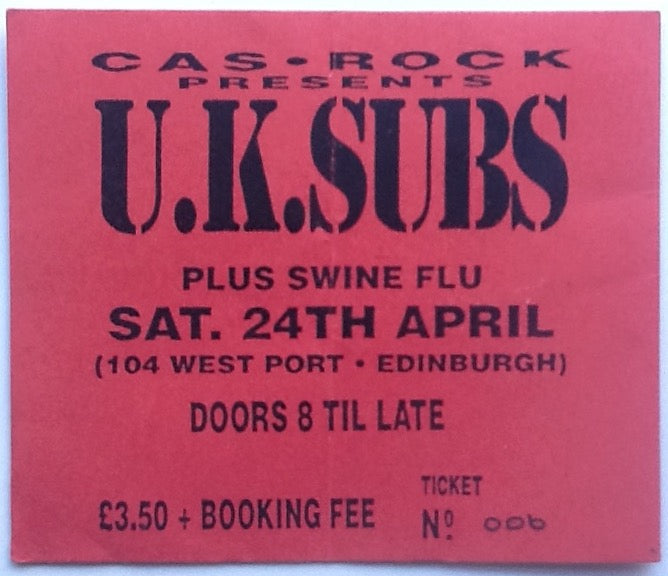 CAS·ROCK
PRESENTS
U.K.SUBS
PLUS SWINE FLU
SAT. 24TH APRIL
(104 WEST PORT • EDINBURGH)
DOORS 8 TIL LATE
£3.50 + BOOKING FEE
TICKET
Nº 006